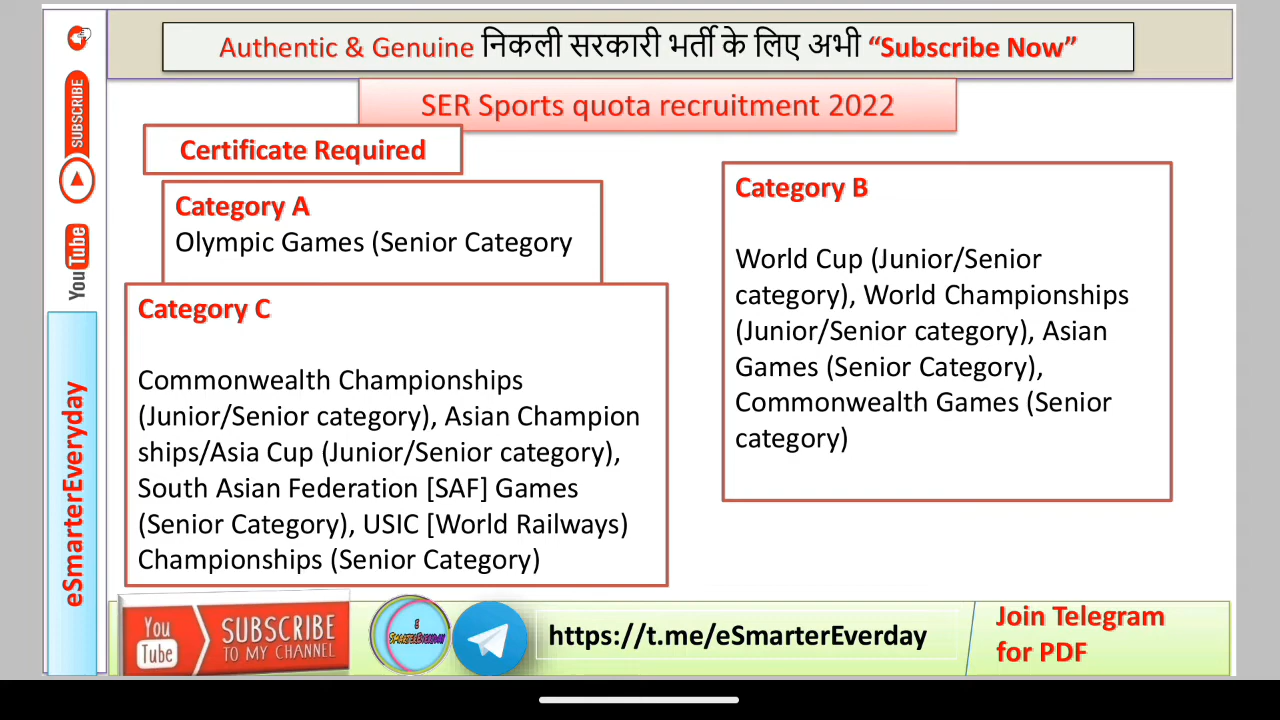 Authentic & Genuine निकली सरकारी भर्ती के लिए अभी “Subscribe Now”
SER Sports quota recruitment 2022
Certificate Required
Category A
Olympic Games (Senior Category
Category B
World Cup (Junior/Senior
category), World Championships
(Junior/Senior category), Asian
Games (Senior Category),
Commonwealth Games (Senior
category)
Category C
Commonwealth Championships
(Junior/Senior category), Asian Champion
ships/Asia Cup (Junior/Senior category),
South Asian Federation [SAF] Games
(Senior Category), USIC [World Railways)
Championships (Senior Category)
SUBSCRIBE
YouTube
eSmarterEveryday
You
Tube
SUBSCRIBE
TO MY CHANNEL
E
SMARTEREVERYDAY
https://t.me/eSmarterEverday
Join Telegram
for PDF